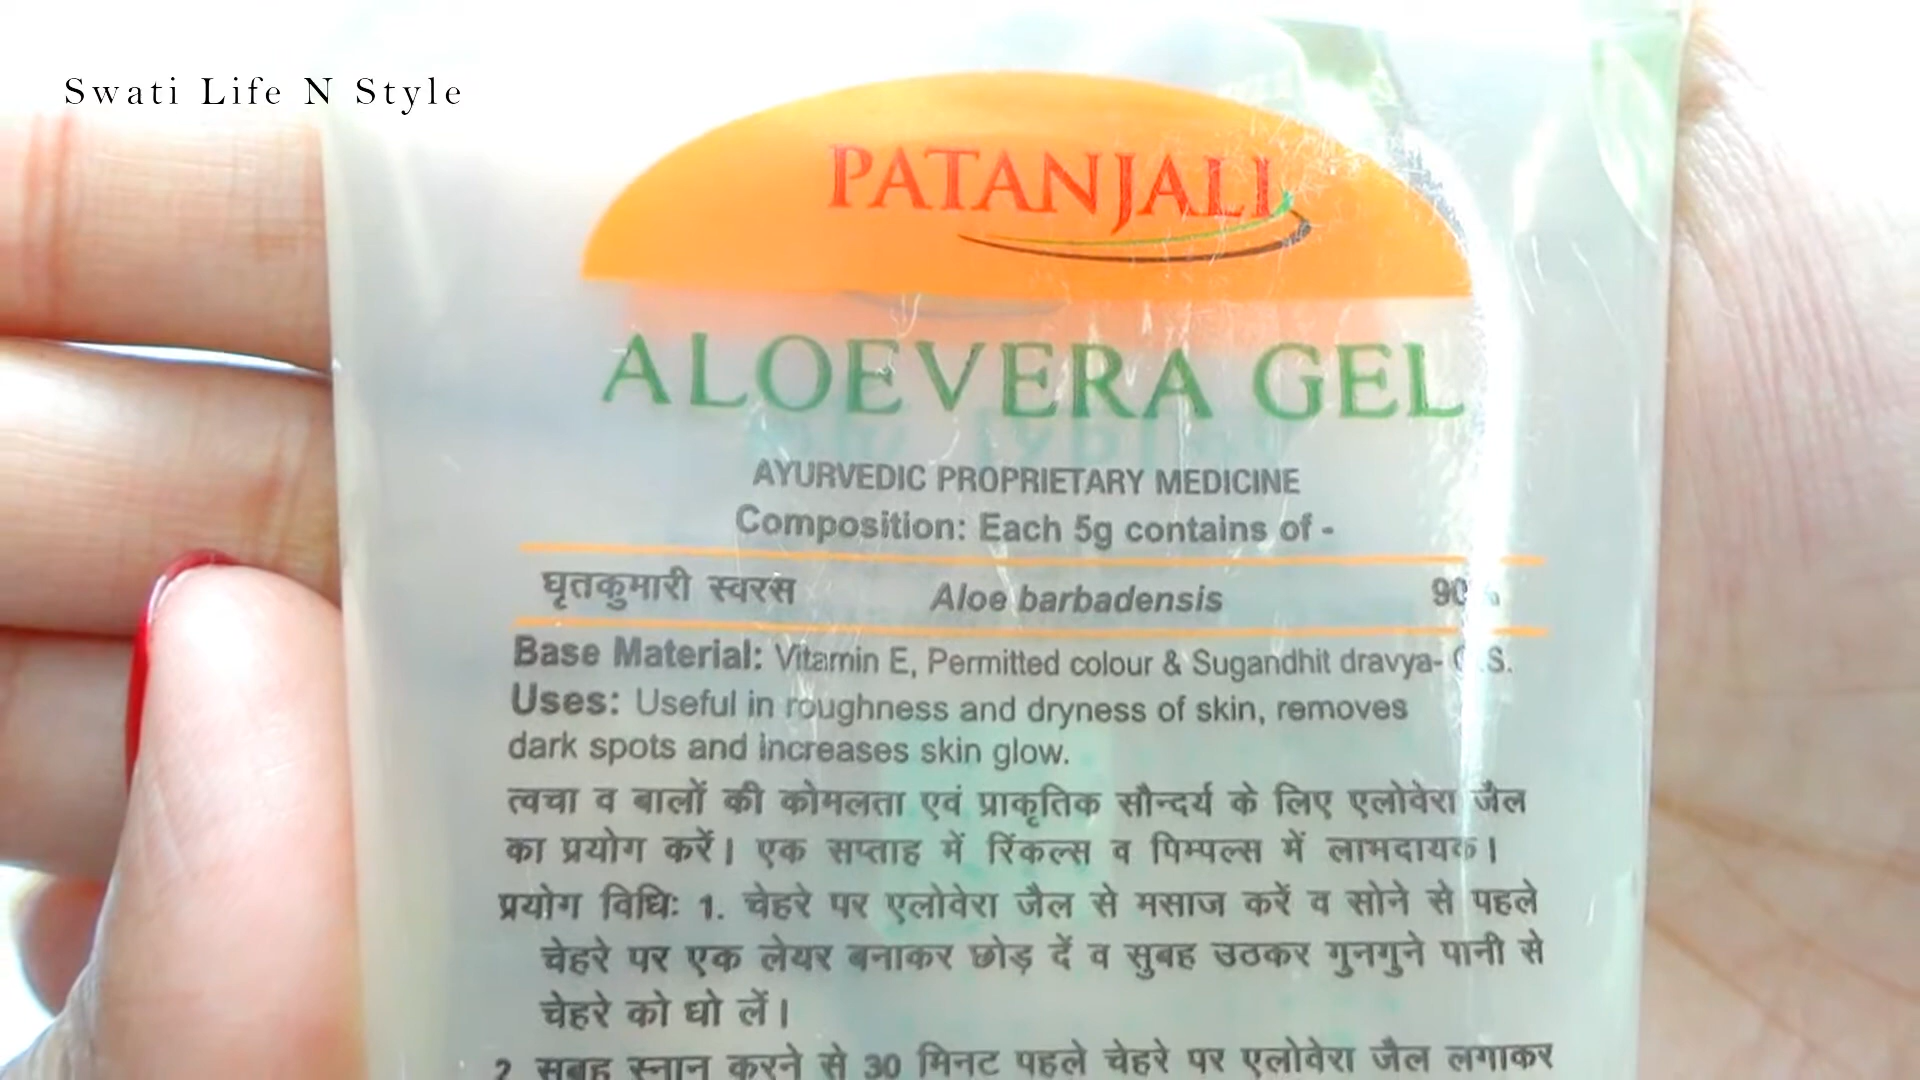 Swati Life N Style
PATANJALI
ALOEVERA GEL
AYURVEDIC PROPRIETARY MEDICINE
Composition: Each 5g contains of -
घृतकुमारी स्वरस Aloe barbadensis
Base Material: Vitamin E, Permitted colour & Sugandhit dravya-
Uses: Useful in roughness and dryness of skin, removes
dark spots and increases skin glow.
त्वचा व बालों की कोमलता एवं प्राकृतिक सौन्दर्य के लिए एलोवेरा जैल
का प्रयोग करें। एक सप्ताह में रिंकल्स व पिम्पल्स में लाभदायक।
प्रयोग विधिः 1. चेहरे पर एलोवेरा जैल से मसाज करें व सोने से पहले
चेहरे पर एक लेयर बनाकर छोड़ दें व सुबह उठकर गुनगुने पानी से
चेहरे को धो लें।
2 सुबह स्नान करने से 30 मिनट पहले चेहरे पर एलोवेरा जैल लगाकर